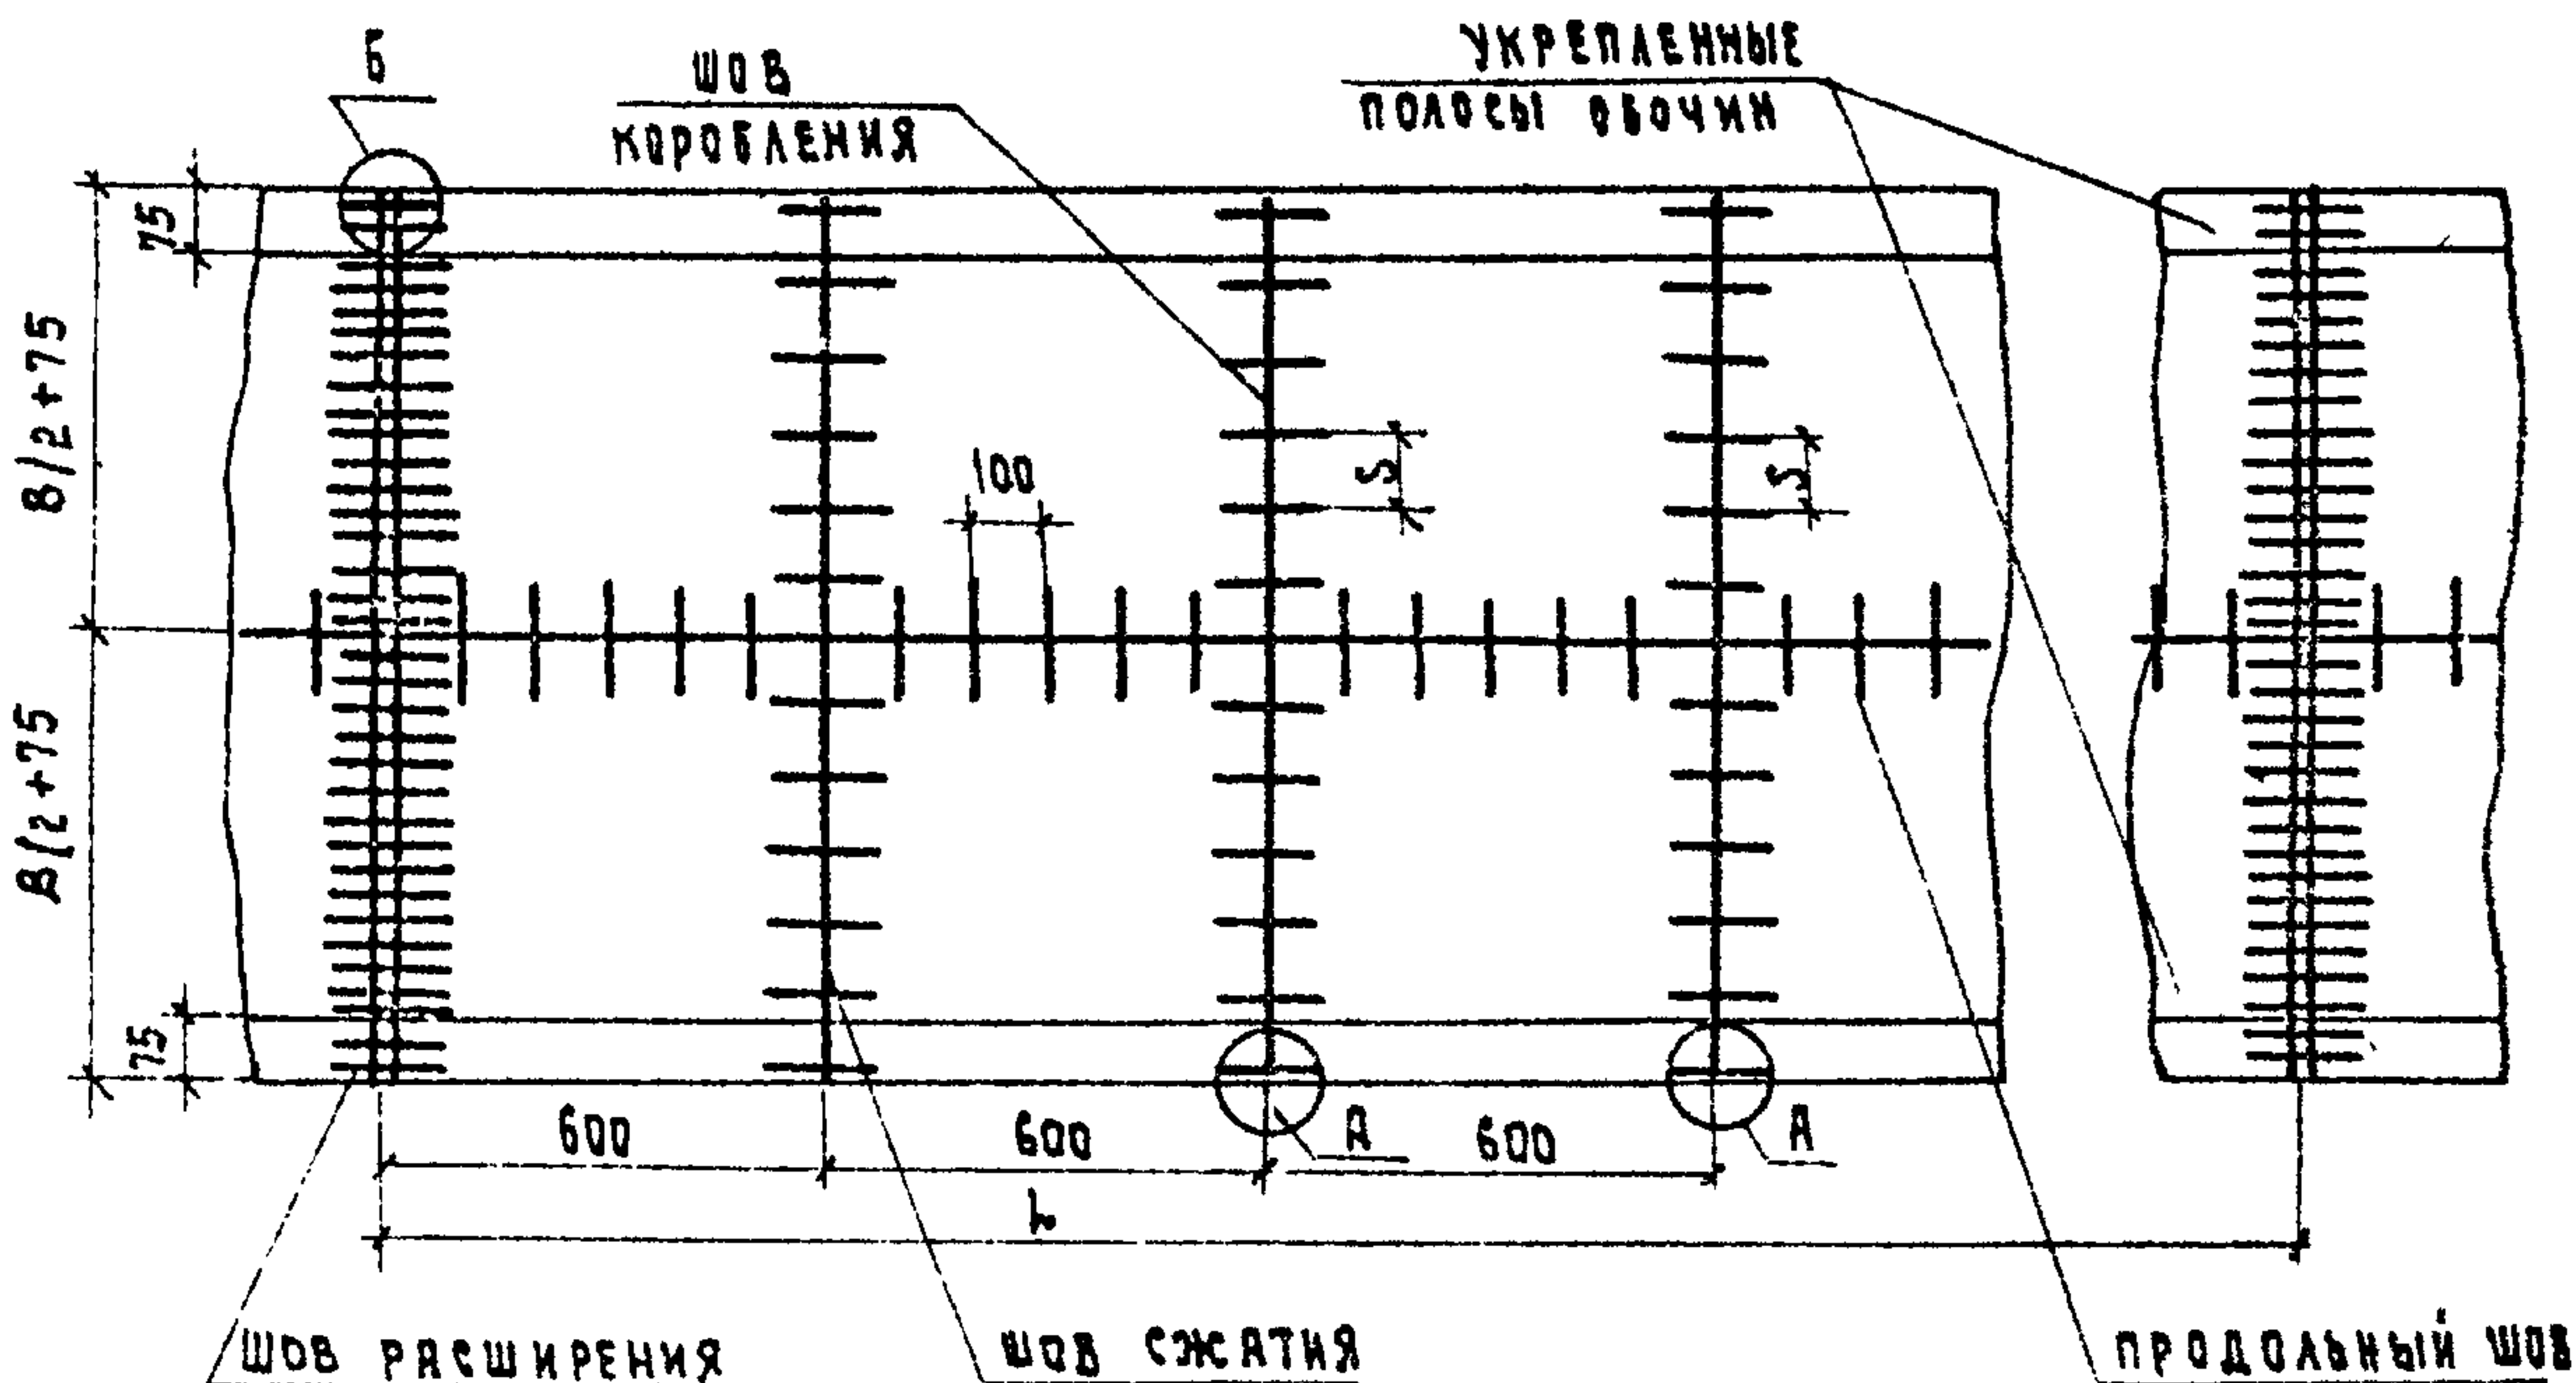 Б
ШОВ
КОРОБЛЕНИЯ
УКРЕПЛЕННЫЕ
ПОЛОСЫ ОБОЧИН
75
В/2+75
100
S
S
В/2+75
75
600
600
А
600
А
L
ШОВ РАСШИРЕНИЯ
ШОВ СЖАТИЯ
ПРОДОЛЬНЫЙ ШОВ